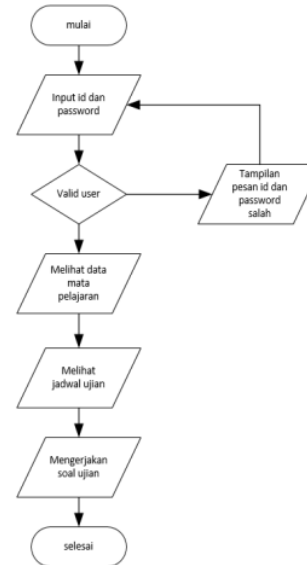 mulai
Input id dan
password
Valid user
Tampilan
pesan id dan
password
salah
Melihat data
mata
pelajaran
Melihat
jadwal ujian
Mengerjakan
soal ujian
selesai